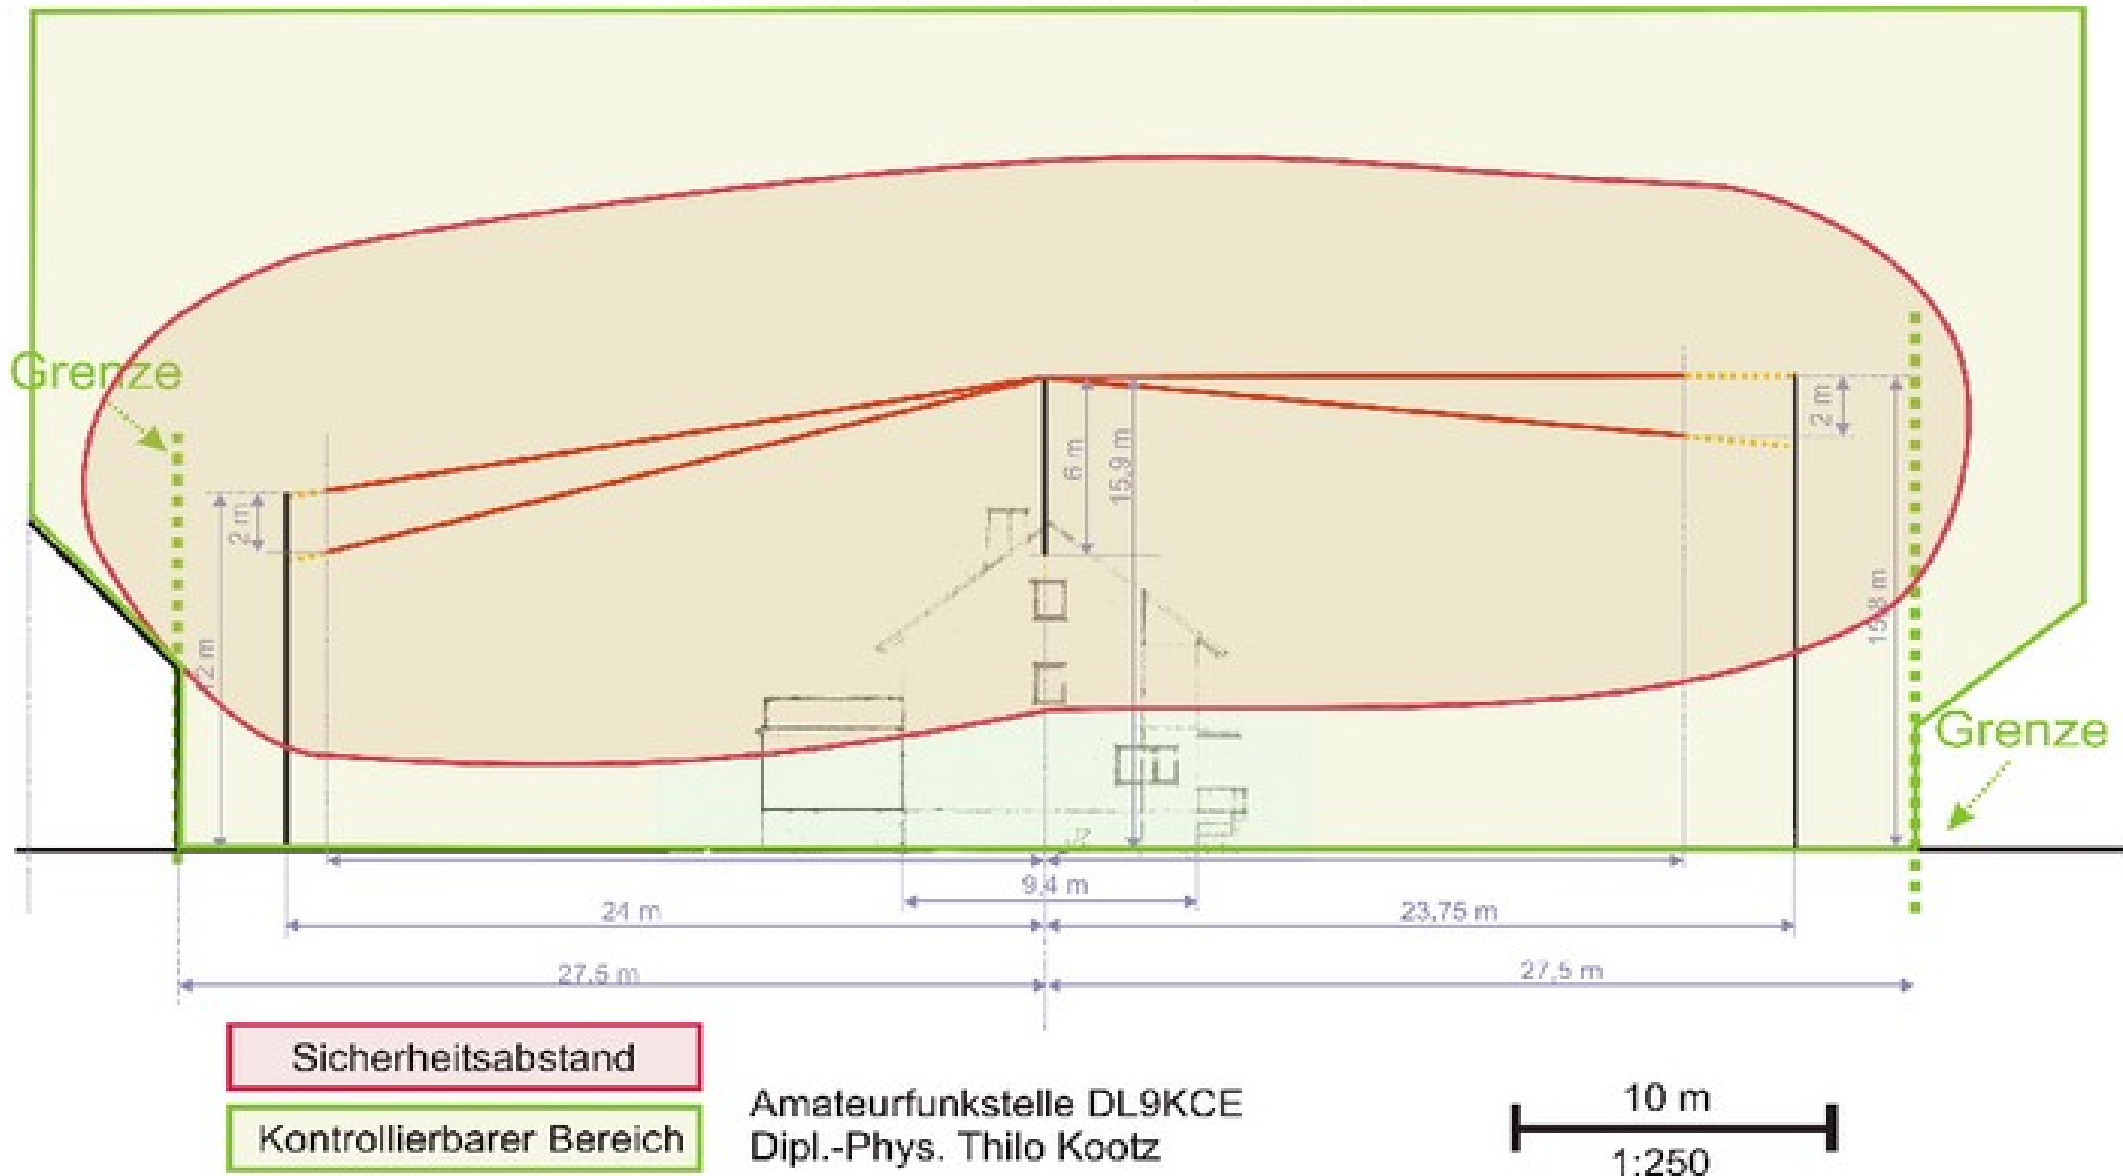 Grenze
2 m
12 m
6 m
15,9 m
2 m
15,8 m
Grenze
9,4 m
24 m
23,75 m
27,5 m
27,5 m
Sicherheitsabstand
Kontrollierbarer Bereich
Amateurfunkstelle DL9KCE
Dipl.-Phys. Thilo Kootz
10 m
1:250